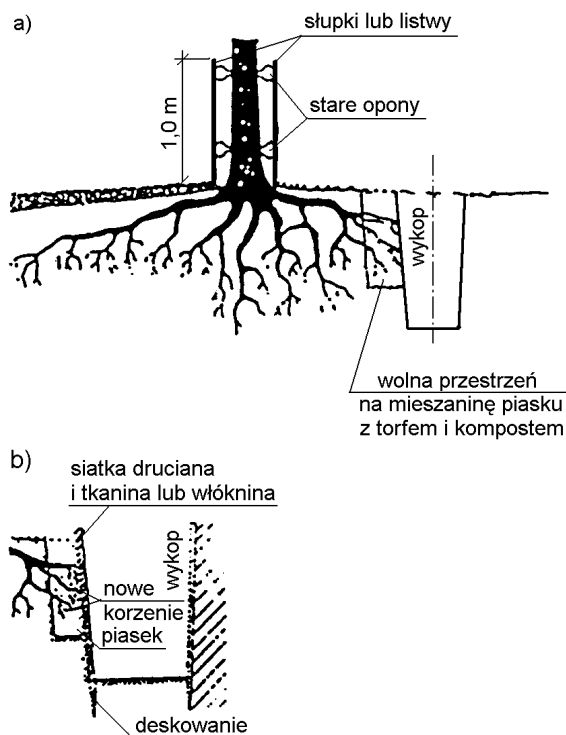 a)
słupki lub listwy
stare opony
1,0 m
wykop
wolna przestrzeń
na mieszaninę piasku
z torfem i kompostem
b)
siatka druciana
i tkanina lub włóknina
wykop
nowe
korzenie
piasek
deskowanie